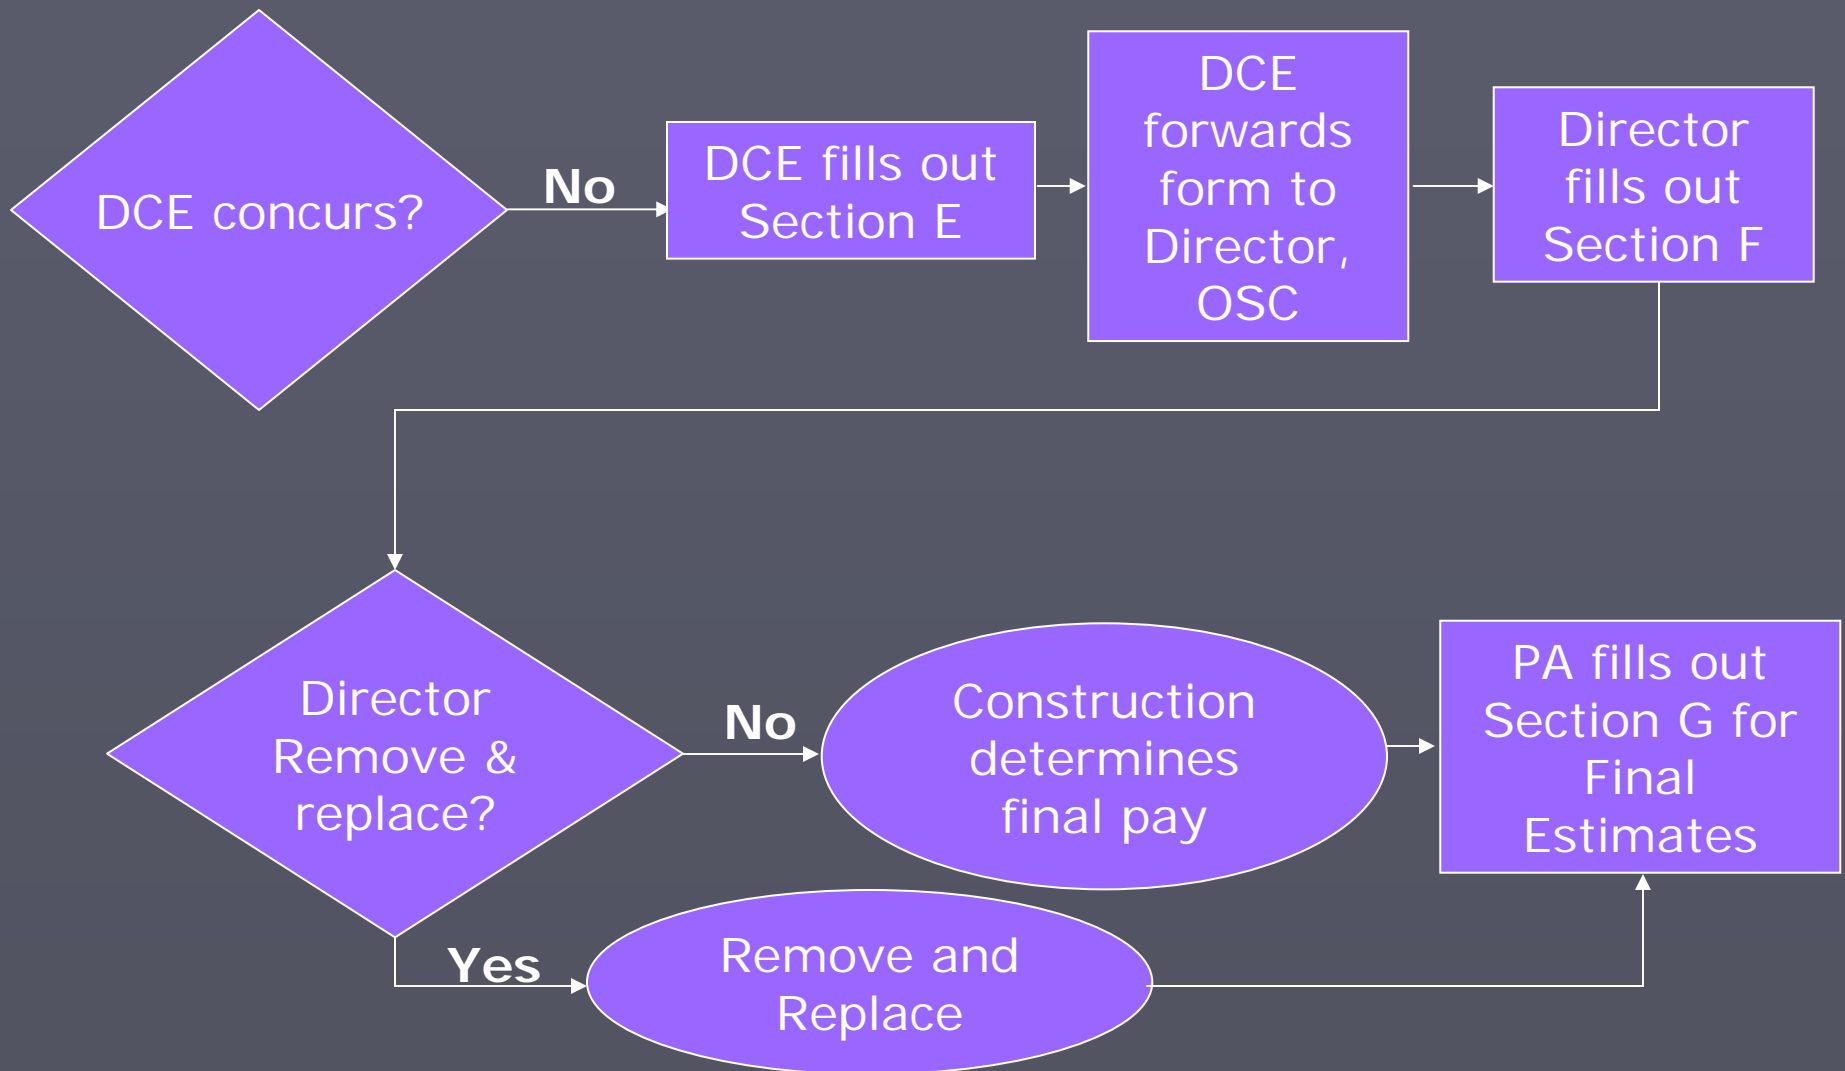 DCE concurs?
No
DCE fills out
Section E
DCE
forwards
form to
Director,
OSC
Director
fills out
Section F
Director
Remove &
replace?
No
Construction
determines
final pay
PA fills out
Section G for
Final
Estimates
Yes
Remove and
Replace